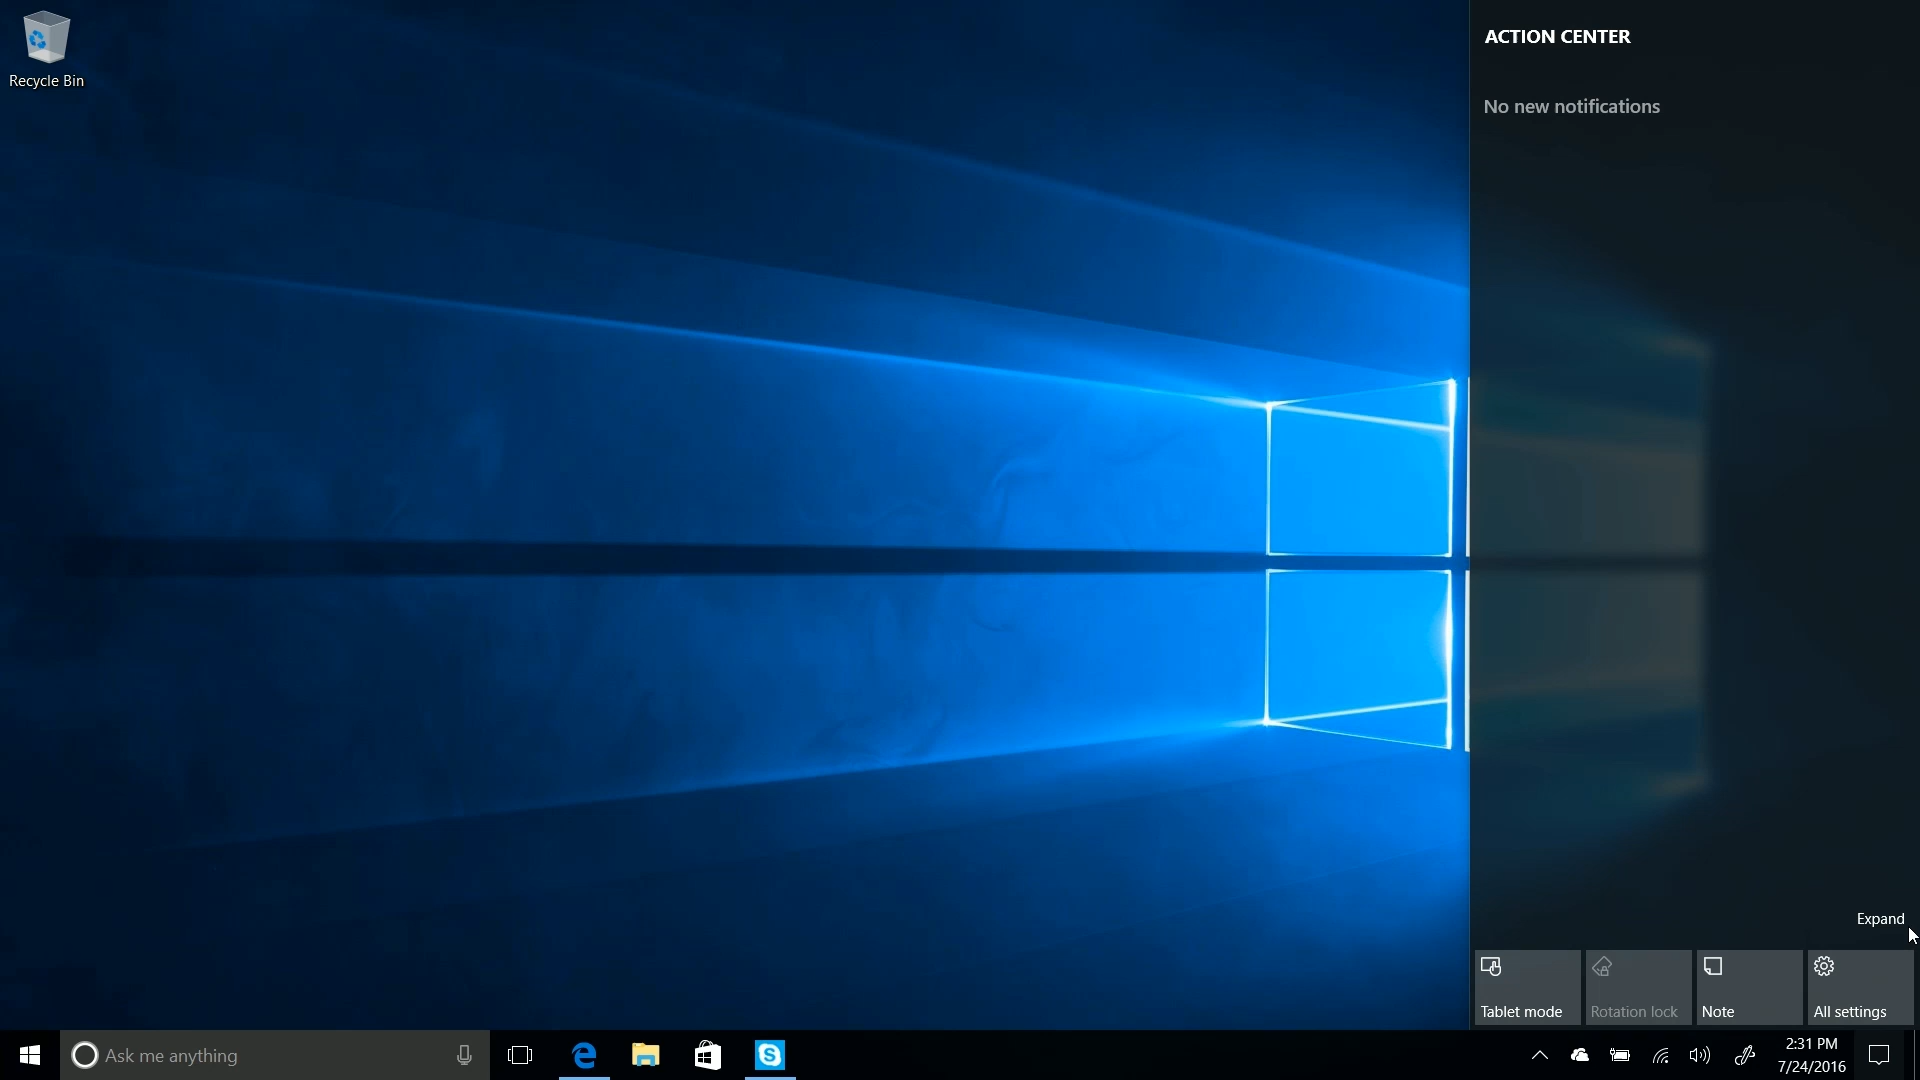 Recycle Bin
ACTION CENTER
No new notifications
Expand
Tablet mode
Rotation lock
Note
All settings
Ask me anything
2:31 PM
7/24/2016